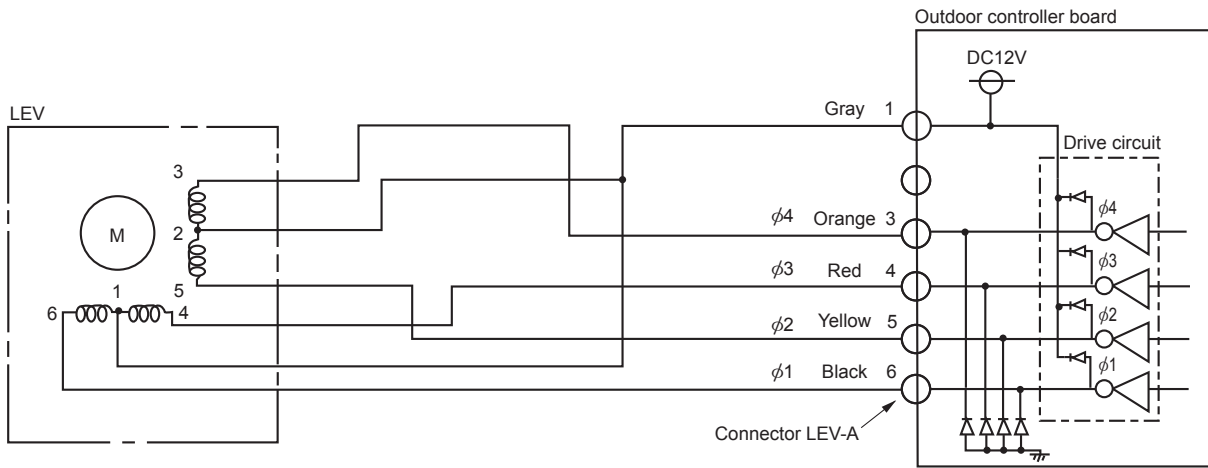 Outdoor controller board
DC12V
LEV
Gray 1
Drive circuit
3
ϕ4 Orange 3
ϕ4
M
2
ϕ3 Red 4
ϕ3
5
1
6
4
ϕ2 Yellow 5
ϕ2
ϕ1 Black 6
ϕ1
Connector LEV-A